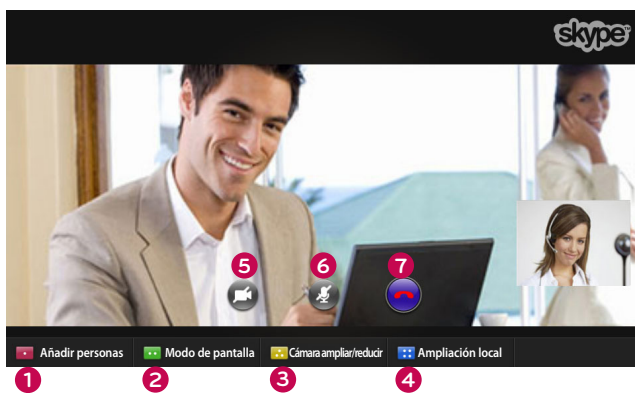 skype
5 6 7
Añadir personas Modo de pantalla Cámara ampliar/reducir Ampliación local
1 2 3 4